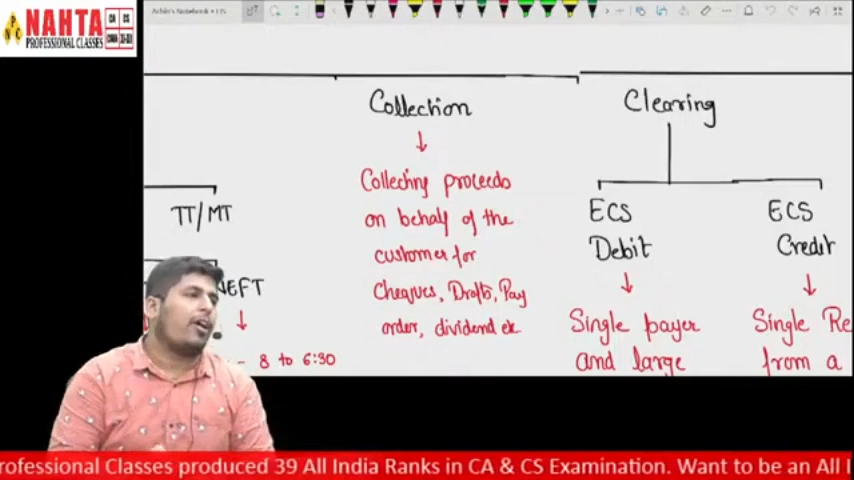 NAHTA
PROFESSIONAL CLASSES
CA CS
Collection
Clearing
Collecting proceeds
on behalf of the
customer for
Cheques, Drafts, Pay
order, dividend etc
TT/MT
NEFT
- 8 to 6:30
ECS
Debit
Single payer
and large
ECS
Credit
Single Re
from a
rofessional Classes produced 39 All India Ranks in CA & CS Examination. Want to be an All I